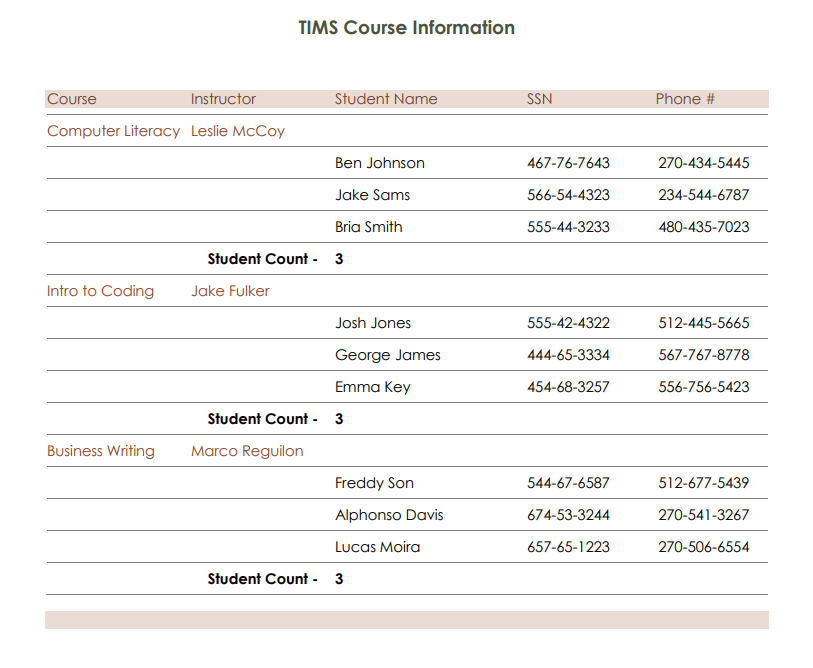 TIMS Course Information
Course Instructor Student Name SSN Phone #
Computer Literacy Leslie McCoy
Ben Johnson 467-76-7643 270-434-5445
Jake Sams 566-54-4323 234-544-6787
Bria Smith 555-44-3233 480-435-7023
Student Count - 3
Intro to Coding Jake Fulker
Josh Jones 555-42-4322 512-445-5665
George James 444-65-3334 567-767-8778
Emma Key 454-68-3257 556-756-5423
Student Count - 3
Business Writing Marco Reguilon
Freddy Son 544-67-6587 512-677-5439
Alphonso Davis 674-53-3244 270-541-3267
Lucas Moira 657-65-1223 270-506-6554
Student Count - 3